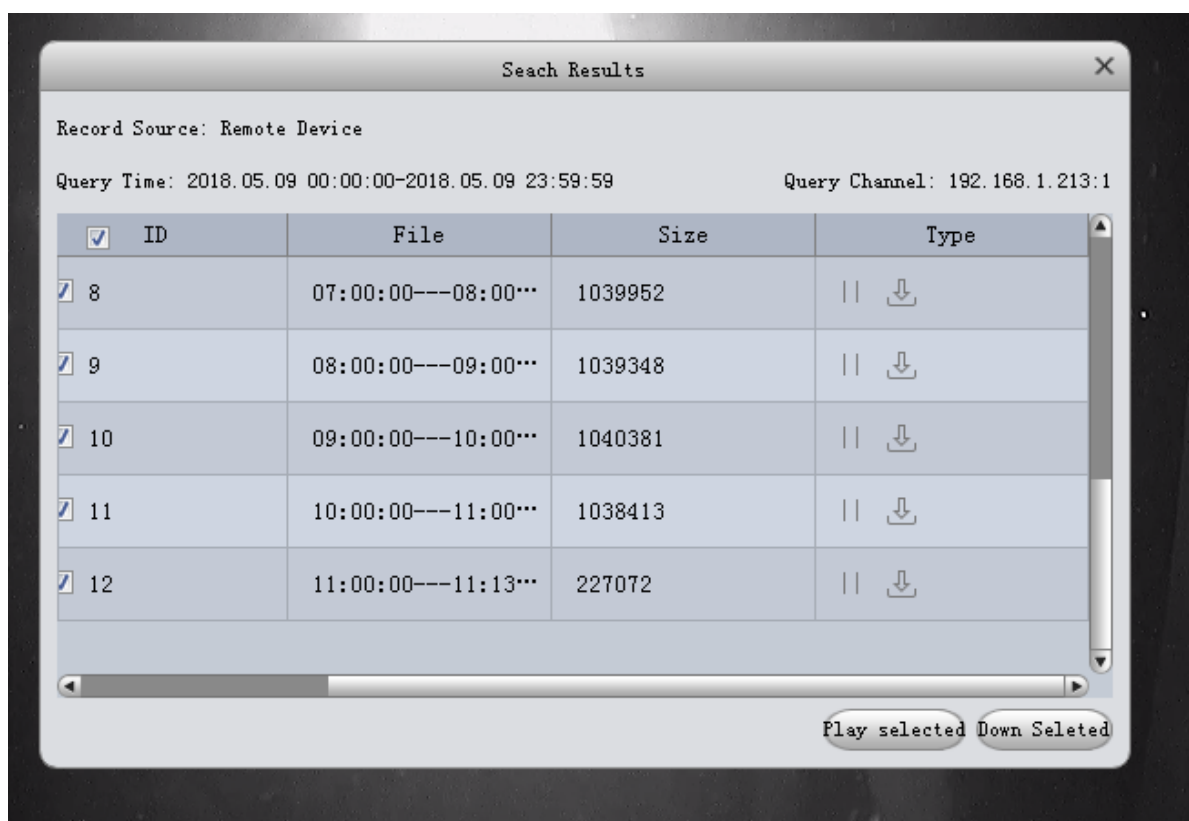 Seach Results
Record Source: Remote Device
Query Time: 2018.05.09 00:00:00-2018.05.09 23:59:59 Query Channel: 192.168.1.213:1
ID File Size Type
8 07:00:00---08:00··· 1039952
9 08:00:00---09:00··· 1039348
10 09:00:00---10:00··· 1040381
11 10:00:00---11:00··· 1038413
12 11:00:00---11:13··· 227072
Play selected Down Seleted